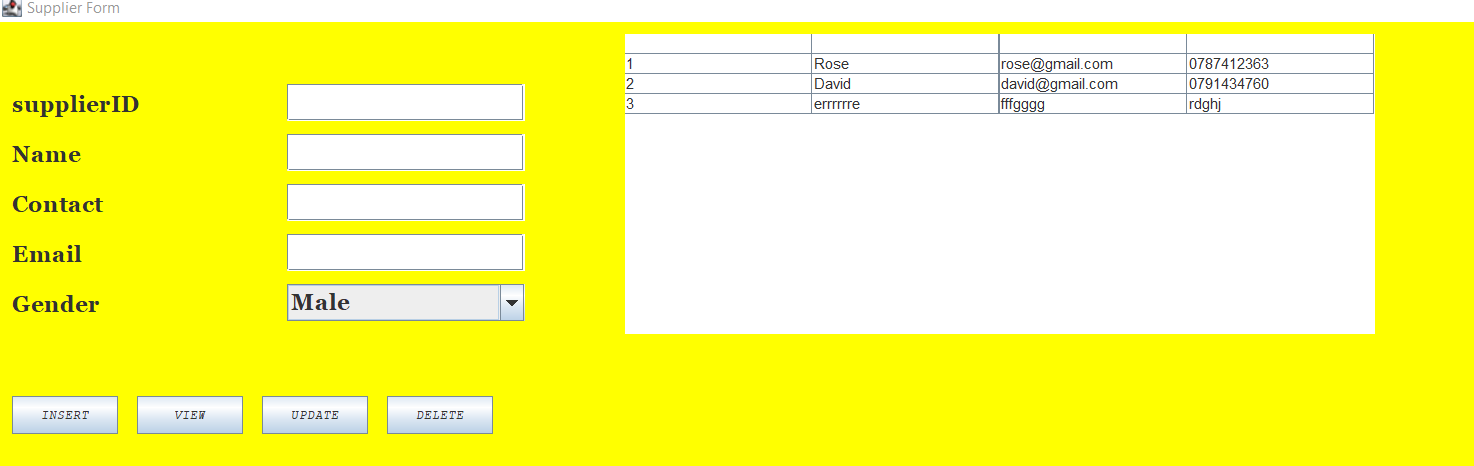 Supplier Form
supplierID
Name
Contact
Email
Gender
Male
INSERT VIEW UPDATE DELETE
1 Rose rose@gmail.com 0787412363
2 David david@gmail.com 0791434760
3 errrrrre fffgggg rdghj